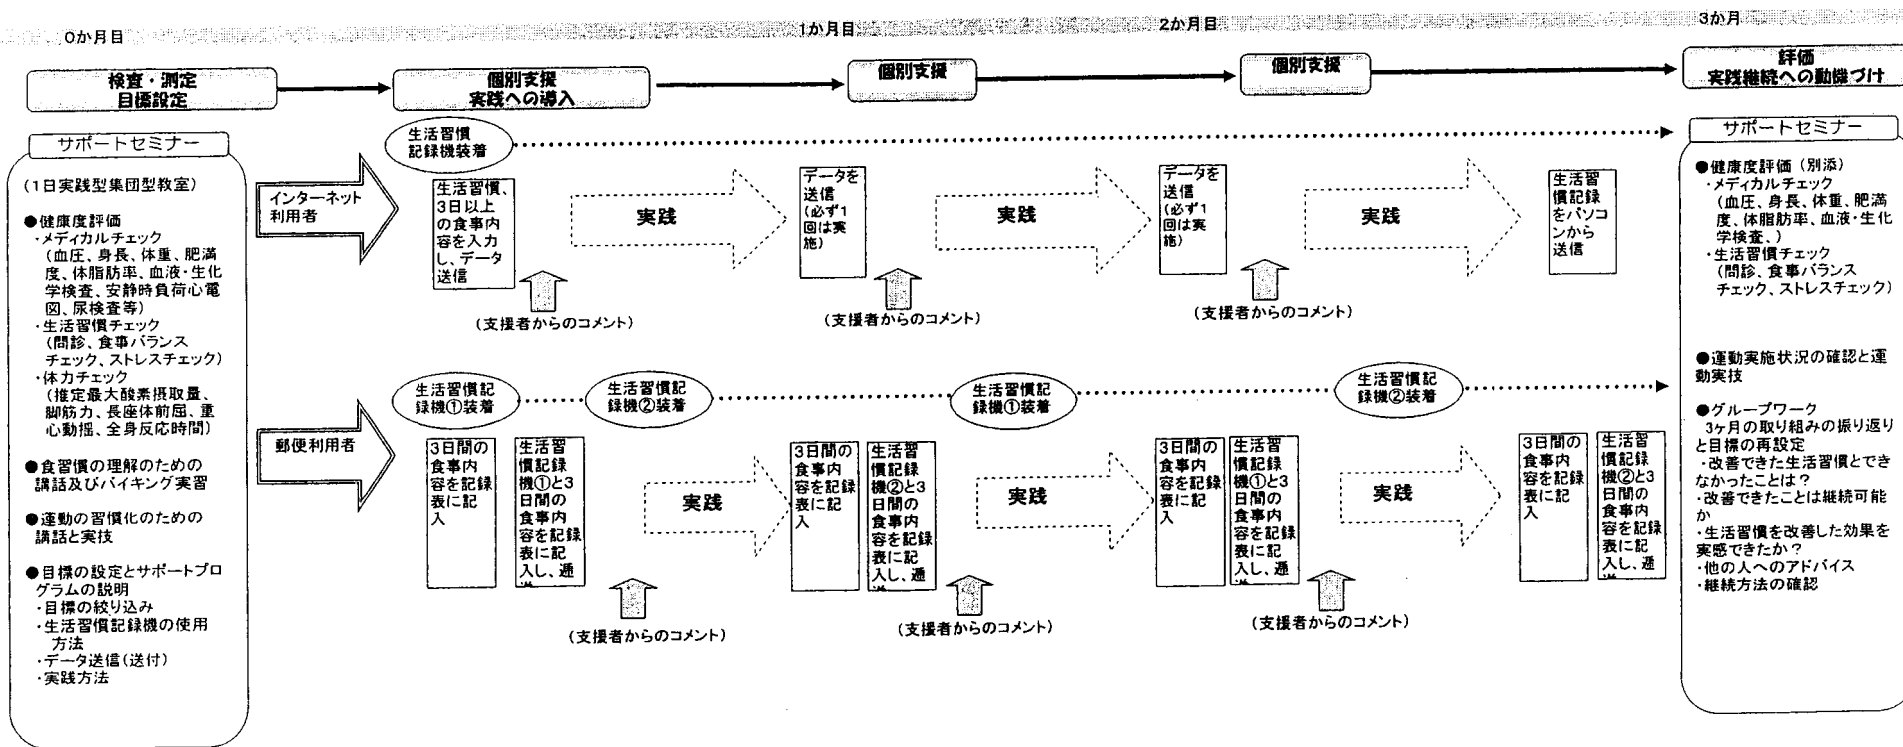 0か月目
1か月目
2か月目
3か月
検査・測定
目標設定
個別支援
実践への導入
個別支援
個別支援
評価
実践継続への動機づけ
サポートセミナー
(1日実践型集団型教室)
●健康度評価
・メディカルチェック
(血圧、身長、体重、肥満
度、体脂肪率、血液・生化
学検査、安静時負荷心電
図、尿検査等)
・生活習慣チェック
(問診、食事バランス
チェック、ストレスチェック)
・体力チェック
(推定最大酸素摂取量、
脚筋力、長座体前屈、重
心動揺、全身反応時間)
●食習慣の理解のための
講話及びバイキング実習
●運動の習慣化のための
講話と実技
●目標の設定とサポートプロ
グラムの説明
・目標の絞り込み
・生活習慣記録機の使用
方法
・データ送信(送付)
・実践方法
インターネット
利用者
生活習慣
記録機装着
生活習慣、
3日以上
の食事内
容を入力
し、データ
送信
実践
データを
送信
(必ず1
回は実
施)
実践
データを
送信
(必ず1
回は実
施)
実践
生活習
慣記録
をパソコ
ンから
送信
(支援者からのコメント)
(支援者からのコメント)
(支援者からのコメント)
郵便利用者
生活習慣記
録機①装着
生活習慣記
録機②装着
生活習慣記
録機①装着
生活習慣記
録機②装着
3日間の
食事内
容を記録
表に記
入
生活習
慣記録
機①と3
日間の
食事内
容を記録
表に記
入し、逓
実践
3日間の
食事内
容を記録
表に記
入
生活習
慣記録
機②と3
日間の
食事内
容を記録
表に記
入し、逓
実践
3日間の
食事内
容を記録
表に記
入
生活習
慣記録
機①と3
日間の
食事内
容を記録
表に記
入し、逓
実践
3日間の
食事内
容を記録
表に記
入
生活習
慣記録
機②と3
日間の
食事内
容を記録
表に記
入し、逓
(支援者からのコメント)
(支援者からのコメント)
(支援者からのコメント)
サポートセミナー
●健康度評価(別添)
・メディカルチェック
(血圧、身長、体重、肥満
度、体脂肪率、血液・生化
学検査、)
・生活習慣チェック
(問診、食事バランス
チェック、ストレスチェック)
●運動実施状況の確認と運
動実技
●グループワーク
3ヶ月の取り組みの振り返り
と目標の再設定
・改善できた生活習慣とでき
なかったことは?
・改善できたことは継続可能
か
・生活習慣を改善した効果を
実感できたか?
・他の人へのアドバイス
・継続方法の確認